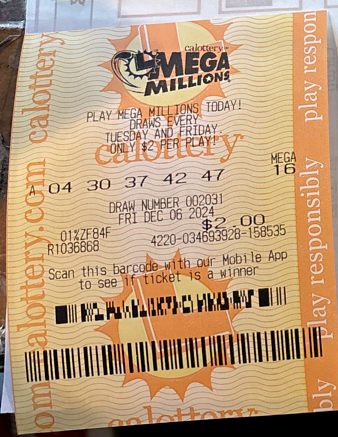 calottery
MEGA
MILLIONS
PLAY MEGA MILLIONS TODAY!
DRAWS EVERY
TUESDAY AND FRIDAY.
ONLY $2 PER PLAY!
calottery
MEGA
A 04 30 37 42 47 16
DRAW NUMBER 002031
FRI DEC 06 2024
$2.00
01%ZF84F
R1036868 4220-034693928-158535
Scan this barcode with our Mobile App
to see if ticket is a winner
calottery
calottery.com
calottery
play respon
play responsibly